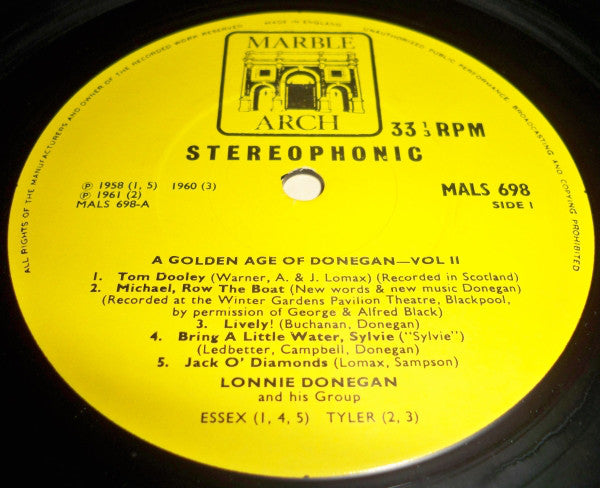 MADE IN ENGLAND
ALL RIGHTS OF THE MANUFACTURERS AND OWNER OF THE RECORDED WORK RESERVED
UNAUTHORIZED PUBLIC PERFORMANCE, BROADCASTING AND COPYING PROHIBITED
MARBLE
ARCH
33 1/3 RPM
STEREOPHONIC
Ⓟ 1958 (1, 5) 1960 (3)
Ⓟ 1961 (2)
MALS 698-A
MALS 698
SIDE I
A GOLDEN AGE OF DONEGAN—VOL II
1. Tom Dooley (Warner, A. & J. Lomax) (Recorded in Scotland)
2. Michael, Row The Boat (New words & new music Donegan)
(Recorded at the Winter Gardens Pavilion Theatre, Blackpool,
by permission of George & Alfred Black)
3. Lively! (Buchanan, Donegan)
4. Bring A Little Water, Sylvie ("Sylvie")
(Ledbetter, Campbell, Donegan)
5. Jack O' Diamonds (Lomax, Sampson)
LONNIE DONEGAN
and his Group
ESSEX (1, 4, 5) TYLER (2, 3)